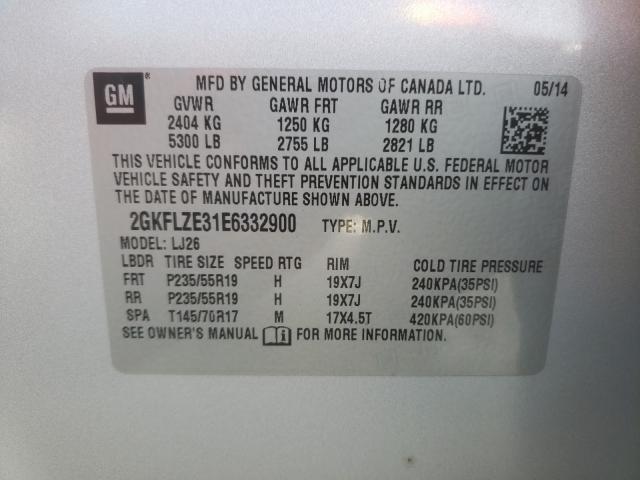 GM ®
MFD BY GENERAL MOTORS OF CANADA LTD. 05/14
GVWR GAWR FRT GAWR RR
2404 KG 1250 KG 1280 KG
5300 LB 2755 LB 2821 LB
THIS VEHICLE CONFORMS TO ALL APPLICABLE U.S. FEDERAL MOTOR
VEHICLE SAFETY AND THEFT PREVENTION STANDARDS IN EFFECT ON
THE DATE OF MANUFACTURE SHOWN ABOVE.
2GKFLZE31E6332900 TYPE: M.P.V.
MODEL: LJ26
LBDR TIRE SIZE SPEED RTG RIM COLD TIRE PRESSURE
FRT P235/55R19 H 19X7J 240KPA(35PSI)
RR P235/55R19 H 19X7J 240KPA(35PSI)
SPA T145/70R17 M 17X4.5T 420KPA(60PSI)
SEE OWNER'S MANUAL i FOR MORE INFORMATION.